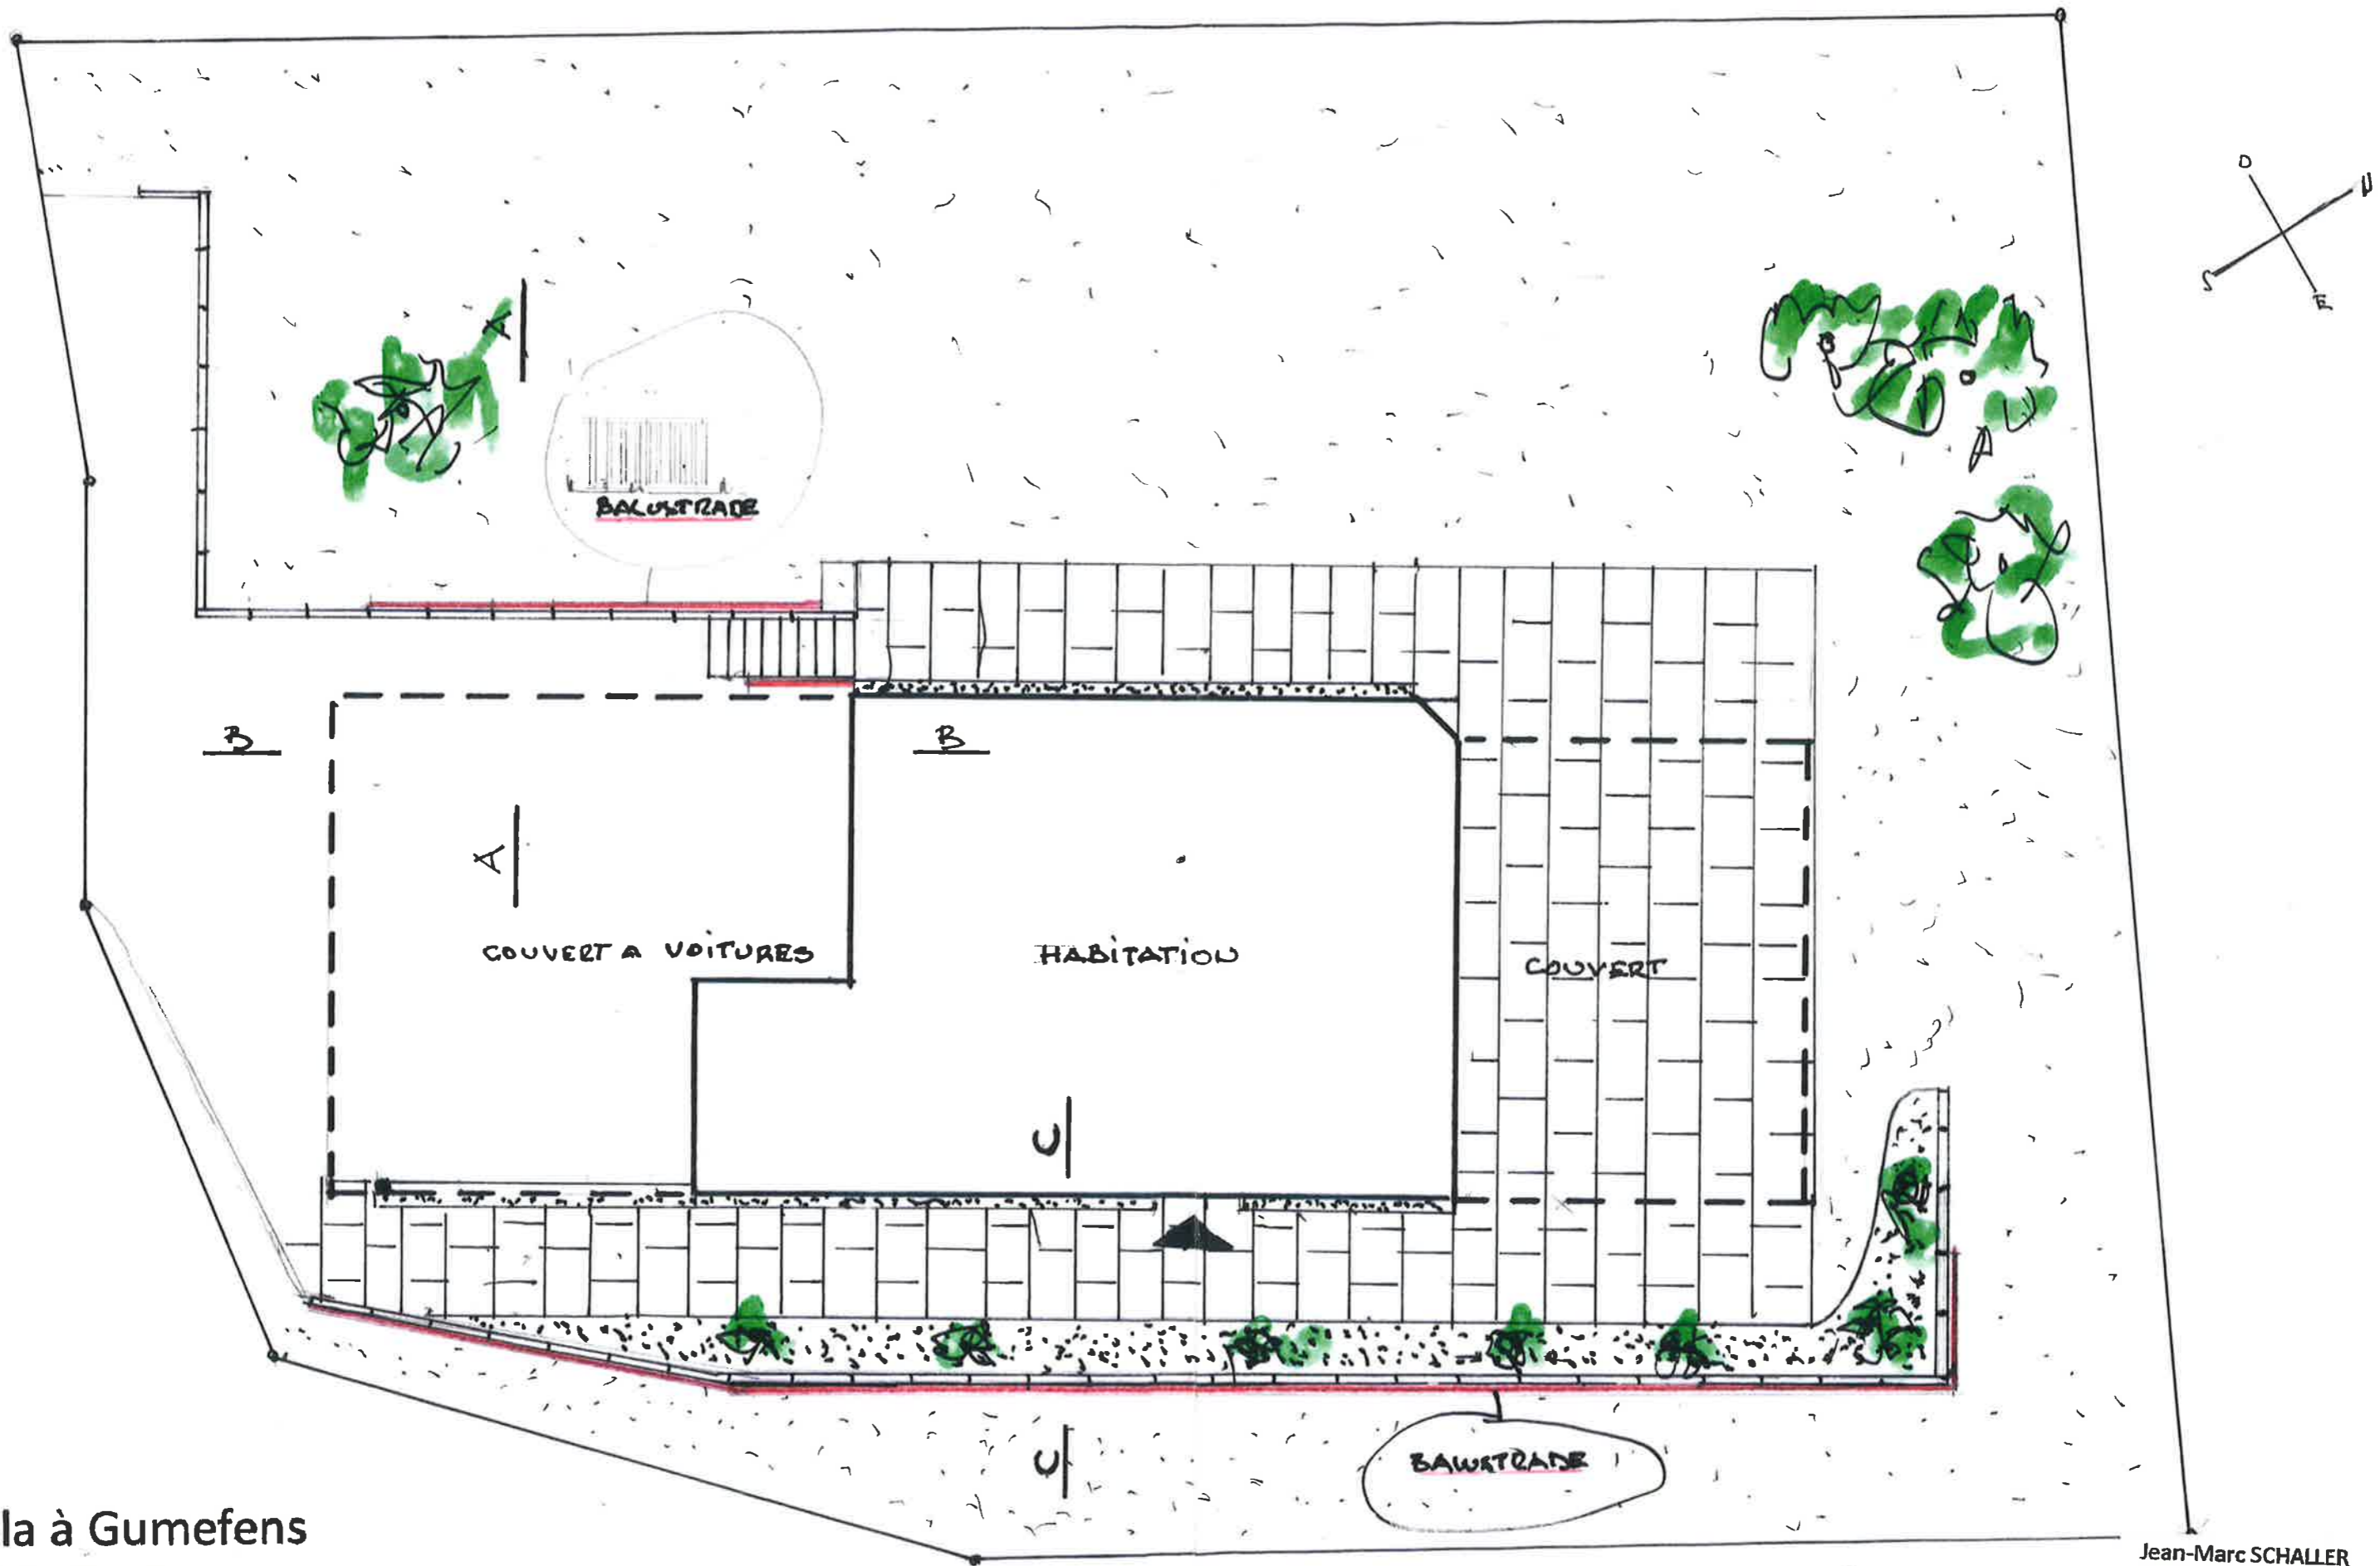 O
N
S
E
A
BALUSTRADE
B
B
A
COUVERT A VOITURES
HABITATION
COUVERT
C
C
BALUSTRADE
la à Gumefens
Jean-Marc SCHALLER